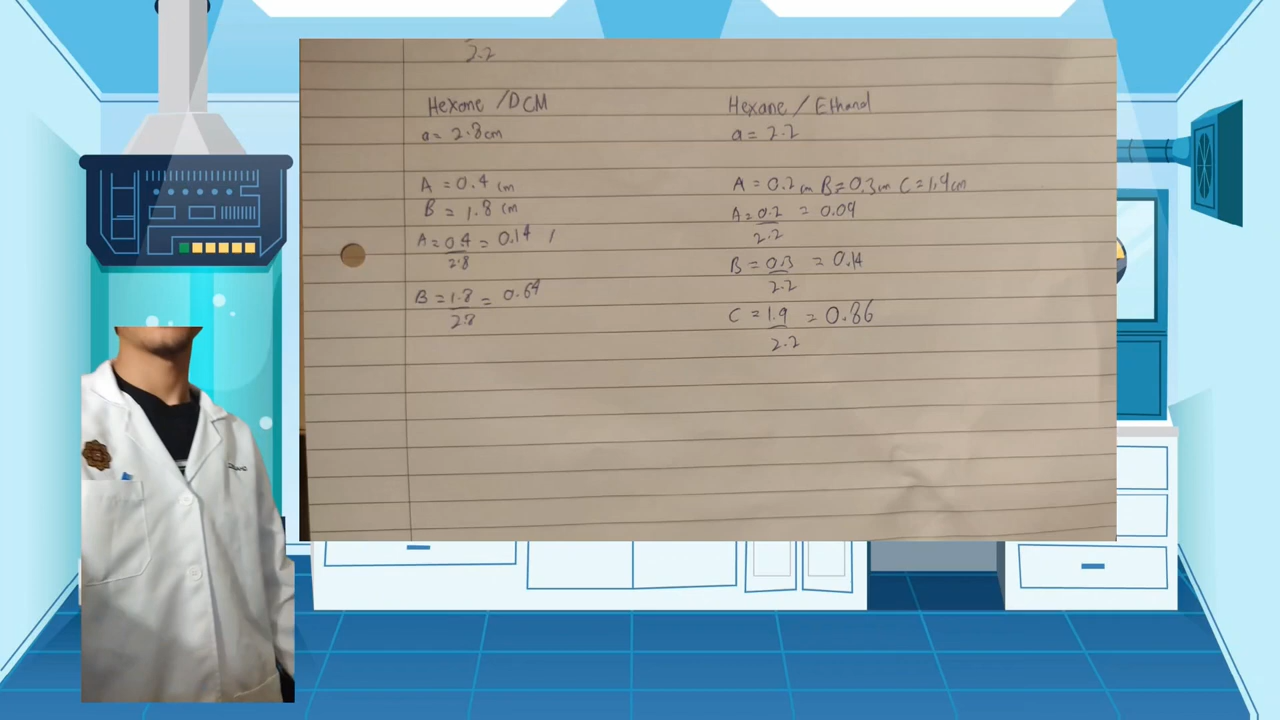 2.2
Hexane / DCM
a = 2.8 cm
A = 0.4 cm
B = 1.8 cm
A = 0.4 = 0.14 /
2.8
B = 1.8 = 0.64
2.8
Hexane / Ethanol
a = 2.2
A = 0.2 cm B = 0.3 cm C = 1.9 cm
A = 0.2 = 0.09
2.2
B = 0.3 = 0.14
2.2
C = 1.9 = 0.86
2.2